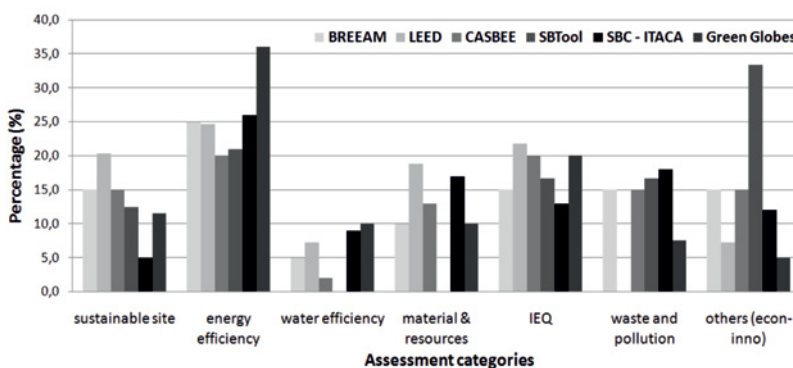 40,0
BREEAM LEED CASBEE SBTool SBC - ITACA Green Globes
35,0
30,0
25,0
20,0
15,0
10,0
5,0
0,0
Percentage (%)
sustainable site energy efficiency water efficiency material & resources IEQ waste and pollution others (econ-inno)
Assessment categories